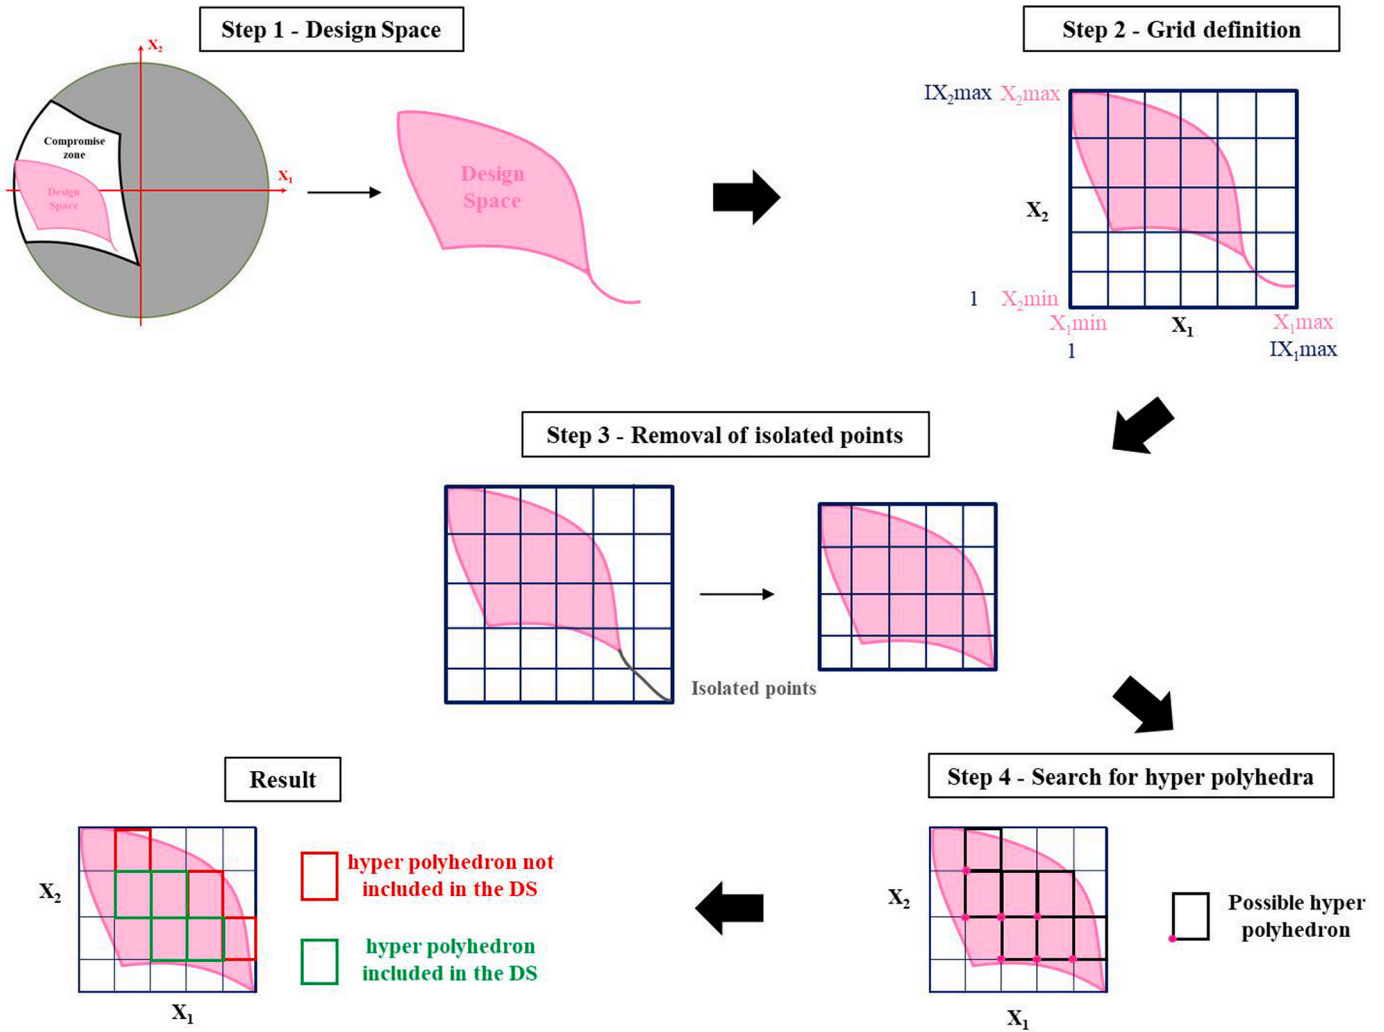 Step 1 - Design Space
X₂
Compromise
zone
X₁
Design
Space
Design
Space
Step 2 - Grid definition
IX₂max X₂max
X₂
1 X₂min
X₁min X₁ X₁max
1 IX₁max
Step 3 - Removal of isolated points
Isolated points
Step 4 - Search for hyper polyhedra
X₂
X₁
Possible hyper
polyhedron
Result
X₂
X₁
hyper polyhedron not
included in the DS
hyper polyhedron
included in the DS